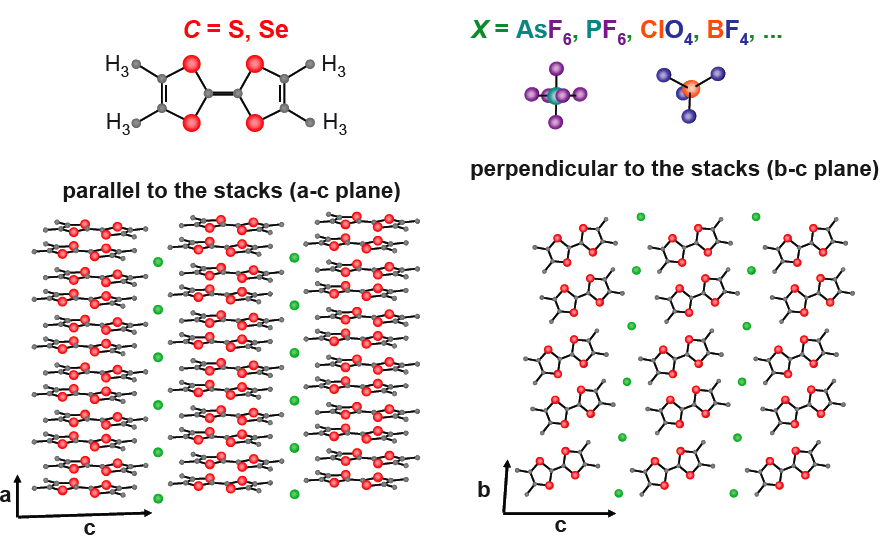 C = S, Se
X = AsF6, PF6, ClO4, BF4, ...
H3
H3
H3
H3
parallel to the stacks (a-c plane)
perpendicular to the stacks (b-c plane)
a
c
b
c